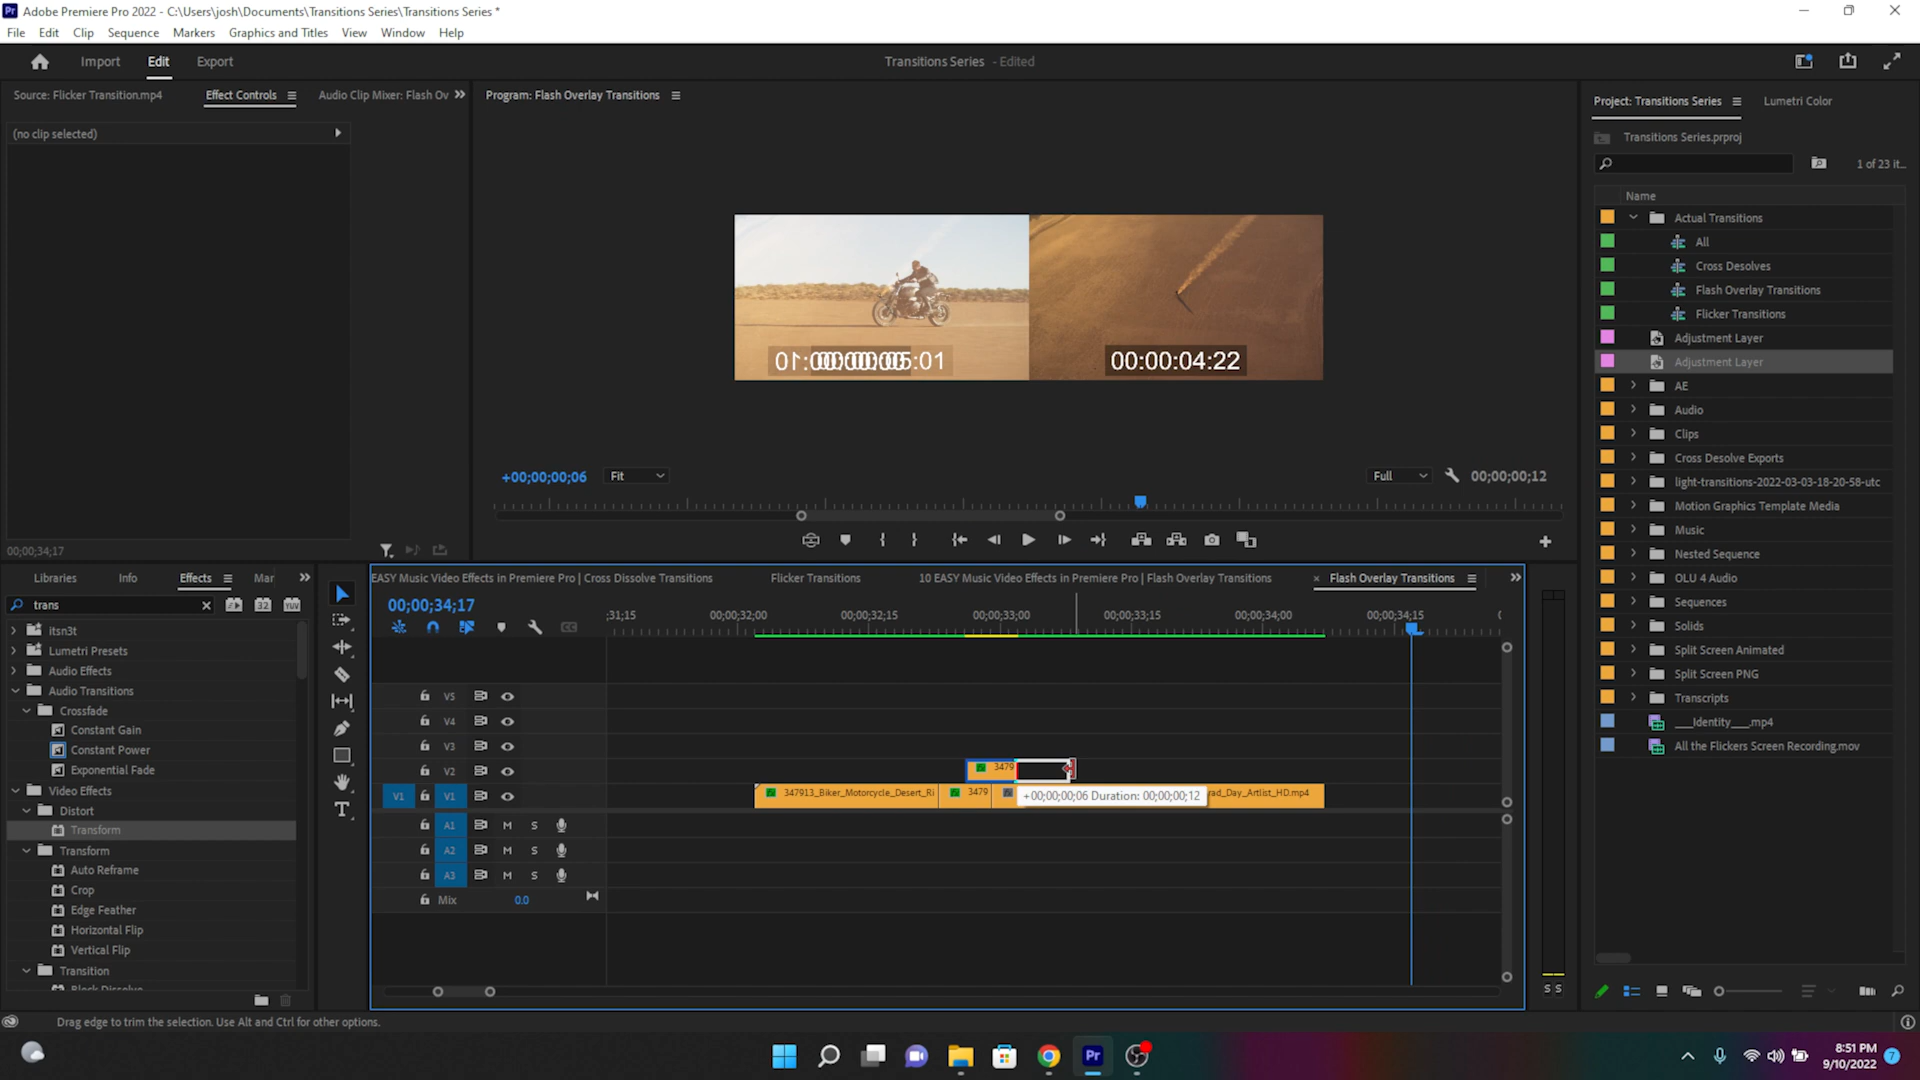 Adobe Premiere Pro 2022 - C:\Users\josh\Documents\Transitions Series\Transitions Series *
File Edit Clip Sequence Markers Graphics and Titles View Window Help
Import Edit Export
Transitions Series - Edited
Source: Flicker Transition.mp4 Effect Controls Audio Clip Mixer: Flash Ov
(no clip selected)
00;00;34;17
Program: Flash Overlay Transitions
00:00:04:22
+00;00;00;06 Fit Full 00;00;00;12
Project: Transitions Series Lumetri Color
Transitions Series.prproj
1 of 23 it...
Name
Actual Transitions
All
Cross Desolves
Flash Overlay Transitions
Flicker Transitions
Adjustment Layer
Adjustment Layer
AE
Audio
Clips
Cross Desolve Exports
light-transitions-2022-03-03-18-20-58-utc
Motion Graphics Template Media
Music
Nested Sequence
OLU 4 Audio
Sequences
Solids
Split Screen Animated
Split Screen PNG
Transcripts
___Identity___.mp4
All the Flickers Screen Recording.mov
Libraries Info Effects Mar
trans
32 YUV
itsn3t
Lumetri Presets
Audio Effects
Audio Transitions
Crossfade
Constant Gain
Constant Power
Exponential Fade
Video Effects
Distort
Transform
Transform
Auto Reframe
Crop
Edge Feather
Horizontal Flip
Vertical Flip
Transition
Block Dissolve
EASY Music Video Effects in Premiere Pro | Cross Dissolve Transitions Flicker Transitions 10 EASY Music Video Effects in Premiere Pro | Flash Overlay Transitions × Flash Overlay Transitions
00;00;34;17
;31;15 00;00;32;00 00;00;32;15 00;00;33;00 00;00;33;15 00;00;34;00 00;00;34;15
V5
V4
V3
V2 3479
V1 V1 347913_Biker_Motorcycle_Desert_Ri 3479 rad_Day_Artlist_HD.mp4
+00;00;00;06 Duration: 00;00;00;12
A1 M S
A2 M S
A3 M S
Mix 0.0
S S
Drag edge to trim the selection. Use Alt and Ctrl for other options.
Pr
8:51 PM
9/10/2022
7